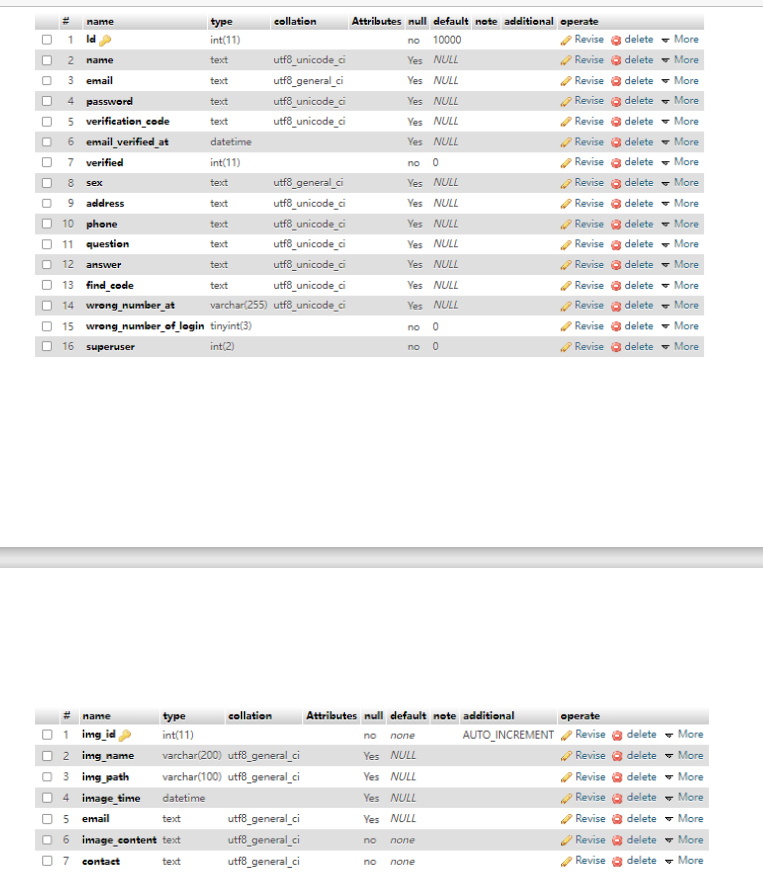 # name type collation Attributes null default note additional operate
1 Id int(11) no 10000 Revise delete More
2 name text utf8_unicode_ci Yes NULL Revise delete More
3 email text utf8_general_ci Yes NULL Revise delete More
4 password text utf8_unicode_ci Yes NULL Revise delete More
5 verification_code text utf8_unicode_ci Yes NULL Revise delete More
6 email_verified_at datetime Yes NULL Revise delete More
7 verified int(11) no 0 Revise delete More
8 sex text utf8_general_ci Yes NULL Revise delete More
9 address text utf8_unicode_ci Yes NULL Revise delete More
10 phone text utf8_unicode_ci Yes NULL Revise delete More
11 question text utf8_unicode_ci Yes NULL Revise delete More
12 answer text utf8_unicode_ci Yes NULL Revise delete More
13 find_code text utf8_unicode_ci Yes NULL Revise delete More
14 wrong_number_at varchar(255) utf8_unicode_ci Yes NULL Revise delete More
15 wrong_number_of_login tinyint(3) no 0 Revise delete More
16 superuser int(2) no 0 Revise delete More
# name type collation Attributes null default note additional operate
1 img_id int(11) no none AUTO_INCREMENT Revise delete More
2 img_name varchar(200) utf8_general_ci Yes NULL Revise delete More
3 img_path varchar(100) utf8_general_ci Yes NULL Revise delete More
4 image_time datetime Yes NULL Revise delete More
5 email text utf8_general_ci Yes NULL Revise delete More
6 image_content text utf8_general_ci no none Revise delete More
7 contact text utf8_general_ci no none Revise delete More